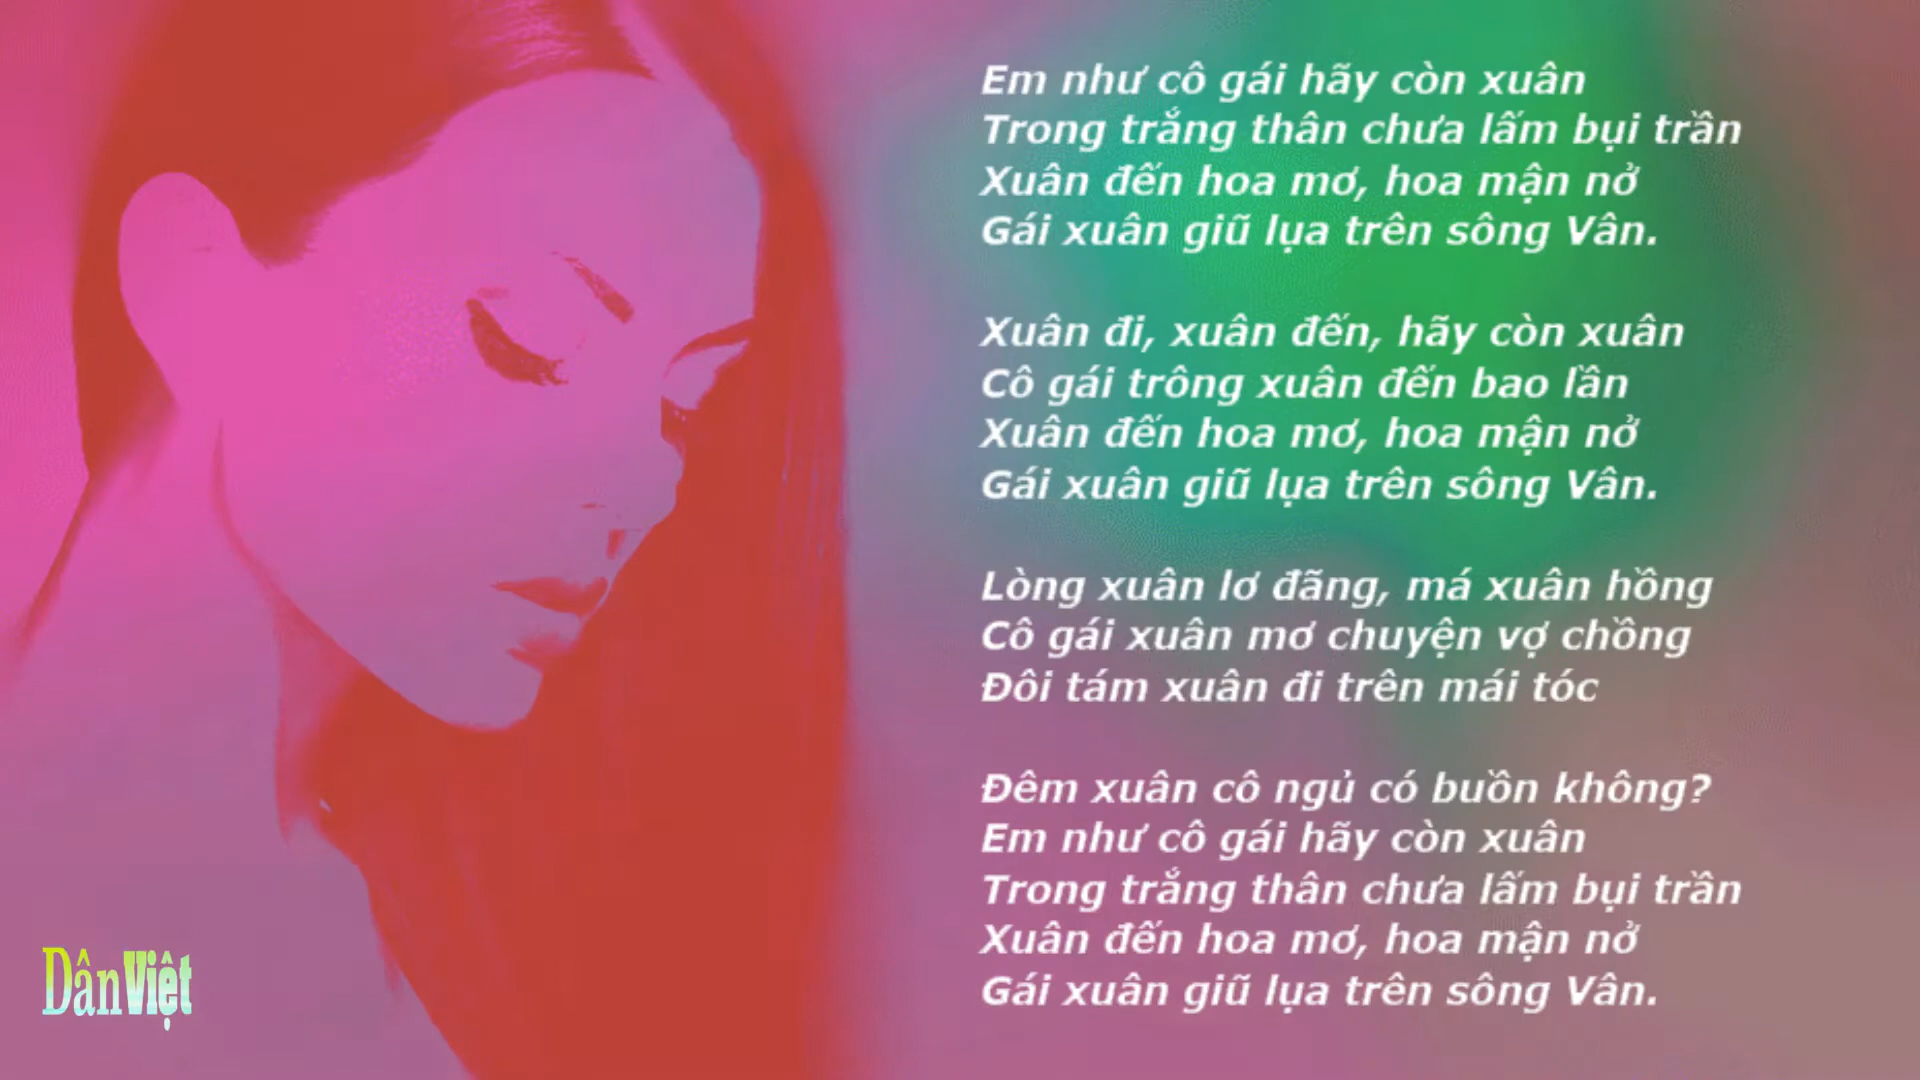 Em như cô gái hãy còn xuân
Trong trắng thân chưa lấm bụi trần
Xuân đến hoa mơ, hoa mận nở
Gái xuân giũ lụa trên sông Vân.
Xuân đi, xuân đến, hãy còn xuân
Cô gái trông xuân đến bao lần
Xuân đến hoa mơ, hoa mận nở
Gái xuân giũ lụa trên sông Vân.
Lòng xuân lơ đãng, má xuân hồng
Cô gái xuân mơ chuyện vợ chồng
Đôi tám xuân đi trên mái tóc
Đêm xuân cô ngủ có buồn không?
Em như cô gái hãy còn xuân
Trong trắng thân chưa lấm bụi trần
Xuân đến hoa mơ, hoa mận nở
Gái xuân giũ lụa trên sông Vân.
DânViệt